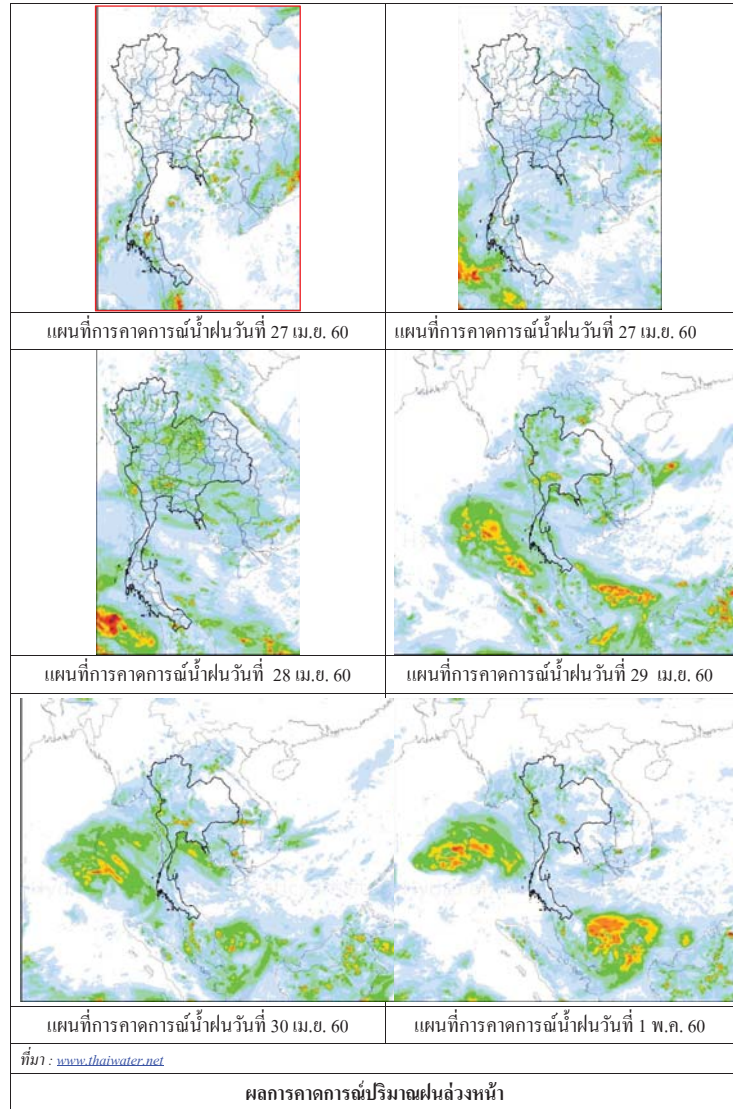 แผนที่การคาดการณ์น้ำฝนวันที่ 27 เม.ย. 60
แผนที่การคาดการณ์น้ำฝนวันที่ 27 เม.ย. 60
แผนที่การคาดการณ์น้ำฝนวันที่ 28 เม.ย. 60
แผนที่การคาดการณ์น้ำฝนวันที่ 29 เม.ย. 60
แผนที่การคาดการณ์น้ำฝนวันที่ 30 เม.ย. 60
แผนที่การคาดการณ์น้ำฝนวันที่ 1 พ.ค. 60
ที่มา : www.thaiwater.net
ผลการคาดการณ์ปริมาณฝนล่วงหน้า